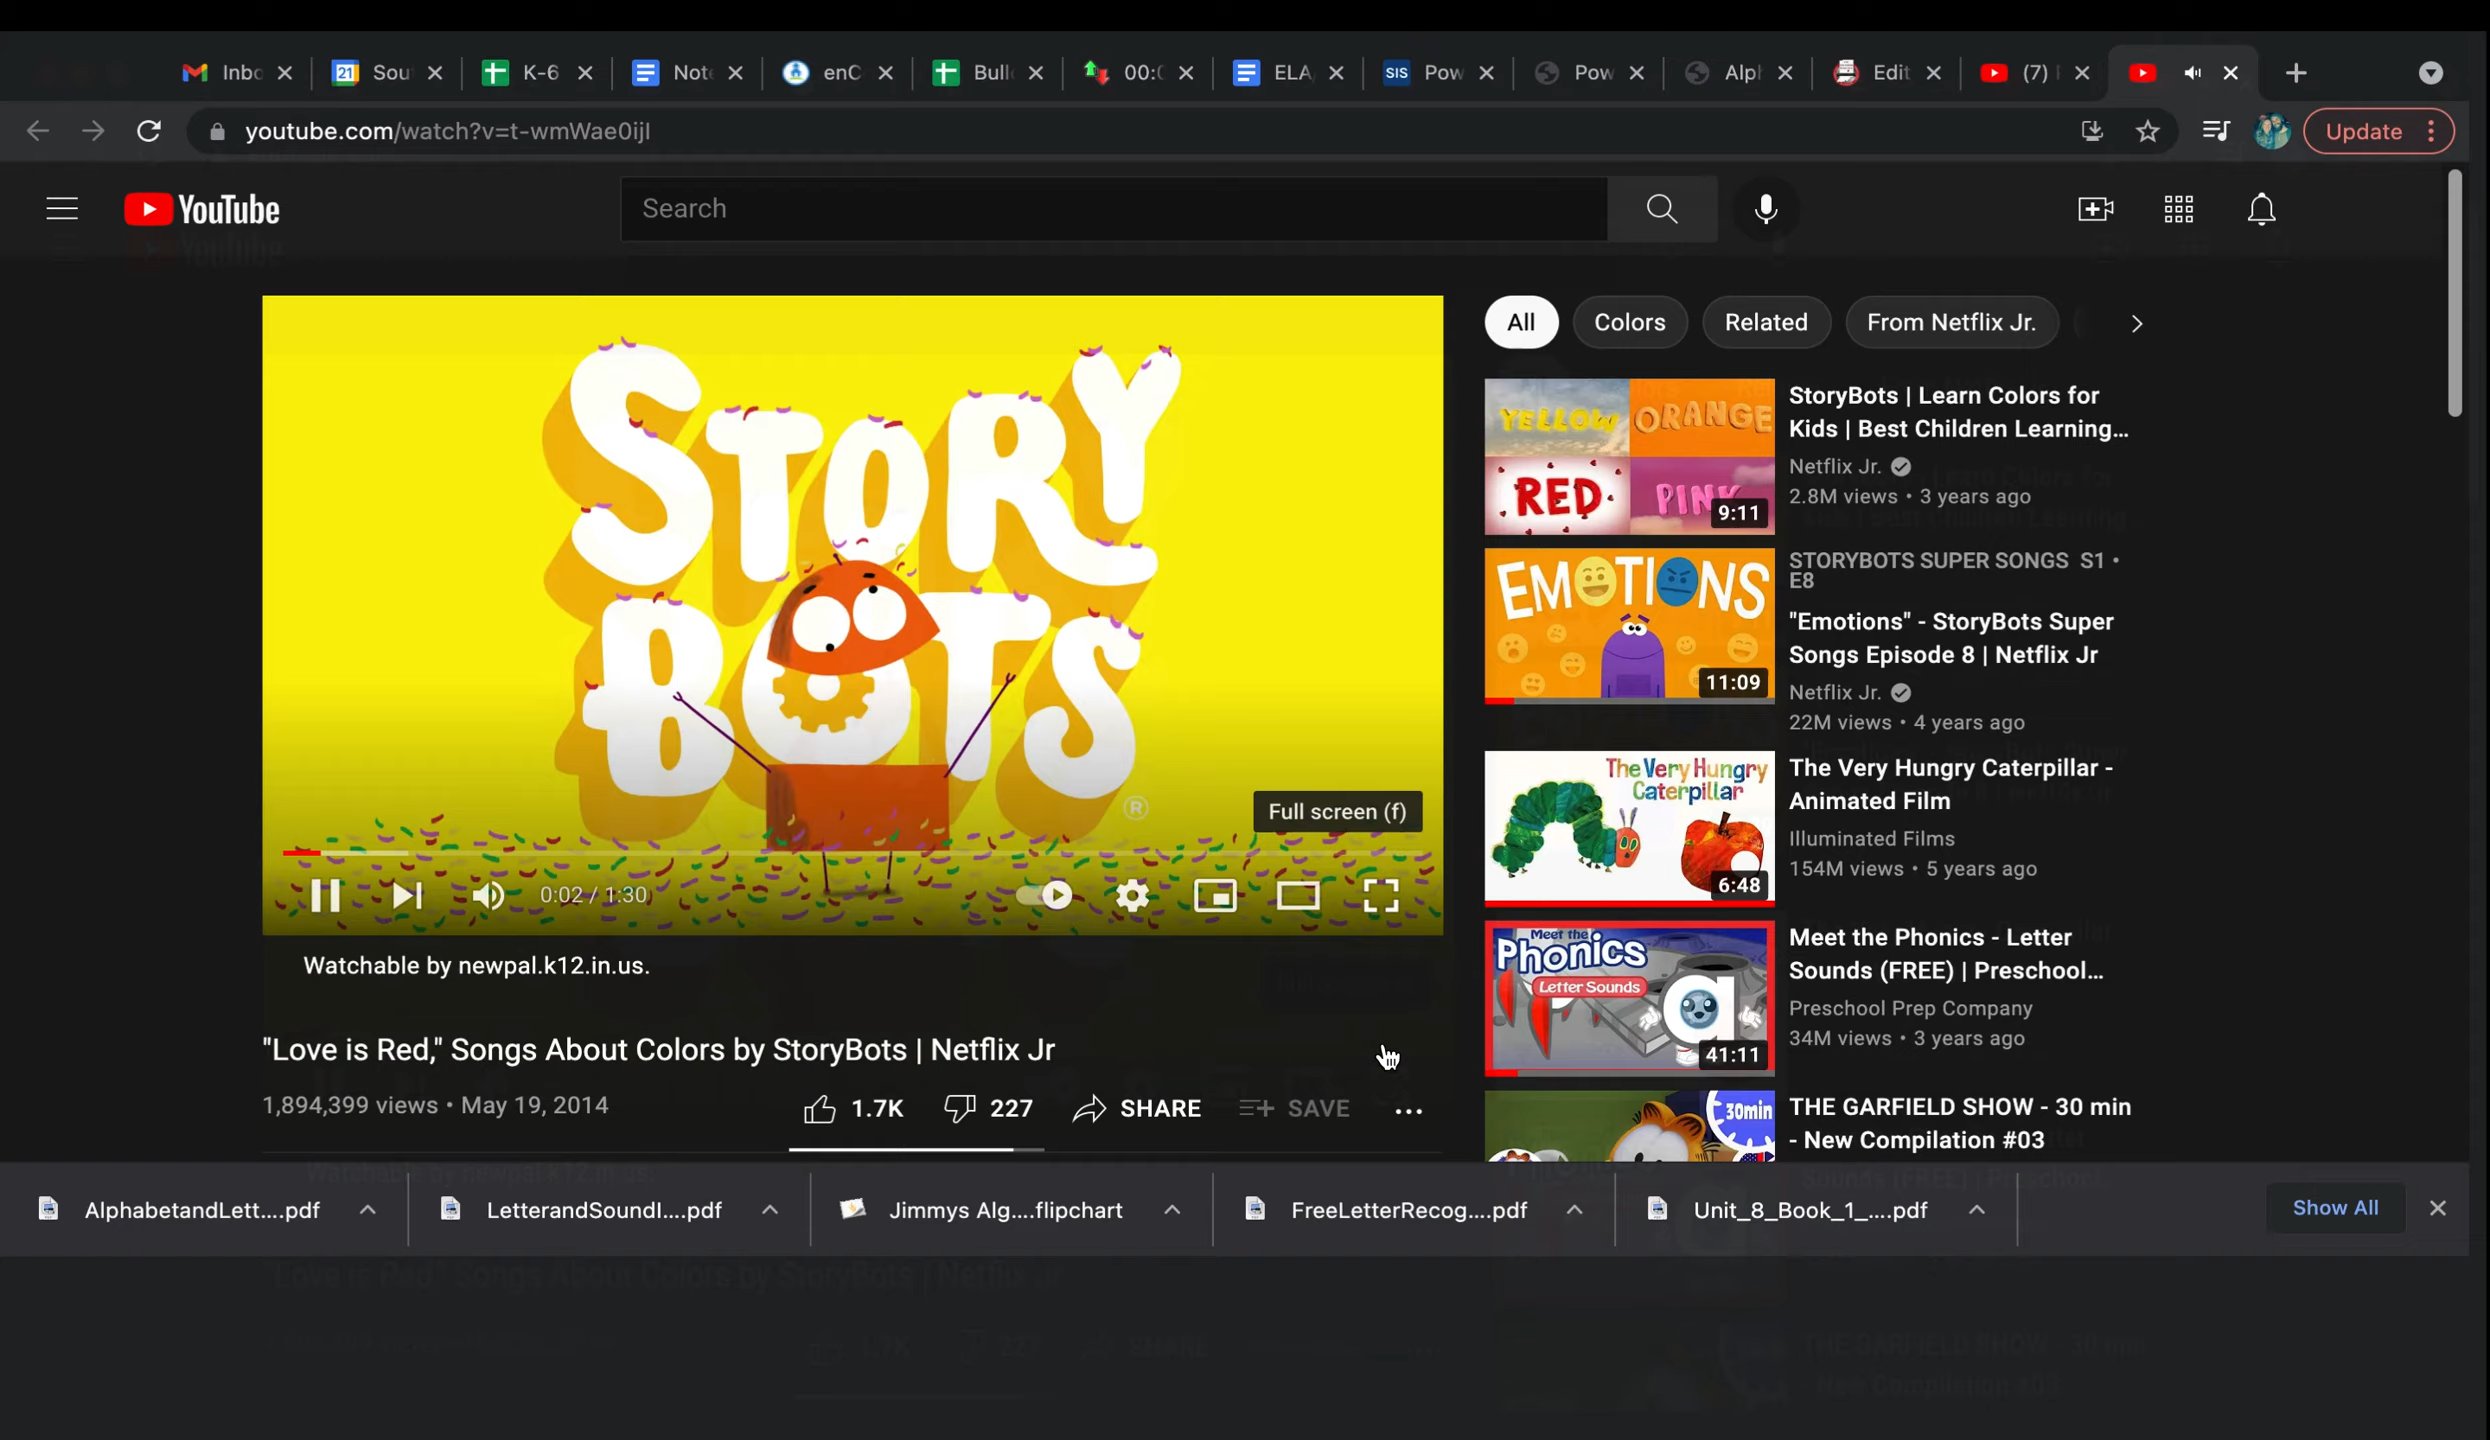 Inbo
21 Sou
K-6
Note
enC
Bull
00:0
ELA
SIS Pow
Pow
Alpl
Edit
(7)
youtube.com/watch?v=t-wmWae0ijI
Update
YouTube
Search
STORY
BOTS
®
Full screen (f)
0:02 / 1:30
Watchable by newpal.k12.in.us.
"Love is Red," Songs About Colors by StoryBots | Netflix Jr
1,894,399 views • May 19, 2014
1.7K
227
SHARE
SAVE
All
Colors
Related
From Netflix Jr.
YELLOW ORANGE
RED PINK
9:11
StoryBots | Learn Colors for
Kids | Best Children Learning...
Netflix Jr.
2.8M views • 3 years ago
EMOTIONS
11:09
STORYBOTS SUPER SONGS S1 •
E8
"Emotions" - StoryBots Super
Songs Episode 8 | Netflix Jr
Netflix Jr.
22M views • 4 years ago
The Very Hungry
Caterpillar
6:48
The Very Hungry Caterpillar -
Animated Film
Illuminated Films
154M views • 5 years ago
Meet the
Phonics
Letter Sounds
a
41:11
Meet the Phonics - Letter
Sounds (FREE) | Preschool...
Preschool Prep Company
34M views • 3 years ago
30min
THE GARFIELD SHOW - 30 min
- New Compilation #03
AlphabetandLett....pdf
LetterandSoundI....pdf
Jimmys Alg....flipchart
FreeLetterRecog....pdf
Unit_8_Book_1_....pdf
Show All